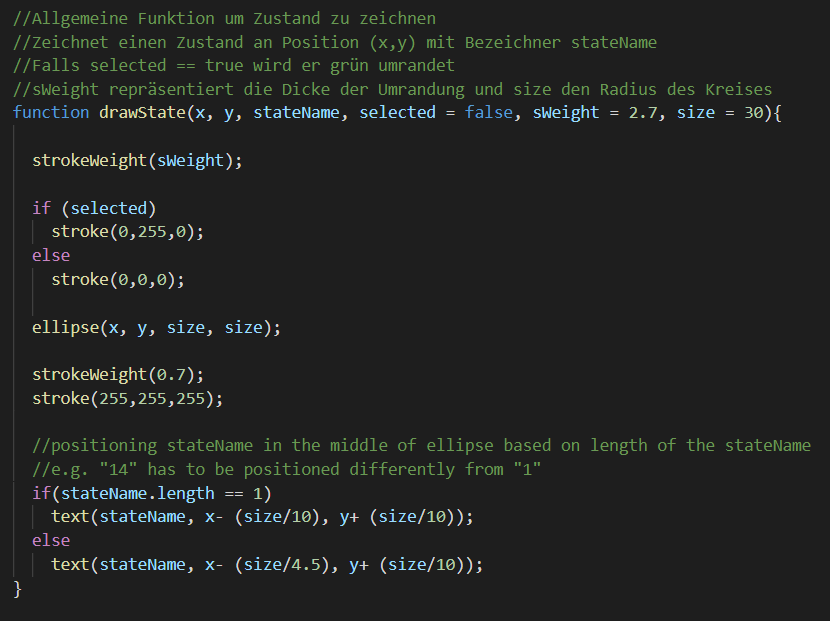 //Allgemeine Funktion um Zustand zu zeichnen
//Zeichnet einen Zustand an Position (x,y) mit Bezeichner stateName
//Falls selected == true wird er grün umrandet
//sWeight repräsentiert die Dicke der Umrandung und size den Radius des Kreises
function drawState(x, y, stateName, selected = false, sWeight = 2.7, size = 30){
strokeWeight(sWeight);
if (selected)
stroke(0,255,0);
else
stroke(0,0,0);
ellipse(x, y, size, size);
strokeWeight(0.7);
stroke(255,255,255);
//positioning stateName in the middle of ellipse based on length of the stateName
//e.g. "14" has to be positioned differently from "1"
if(stateName.length == 1)
text(stateName, x- (size/10), y+ (size/10));
else
text(stateName, x- (size/4.5), y+ (size/10));
}